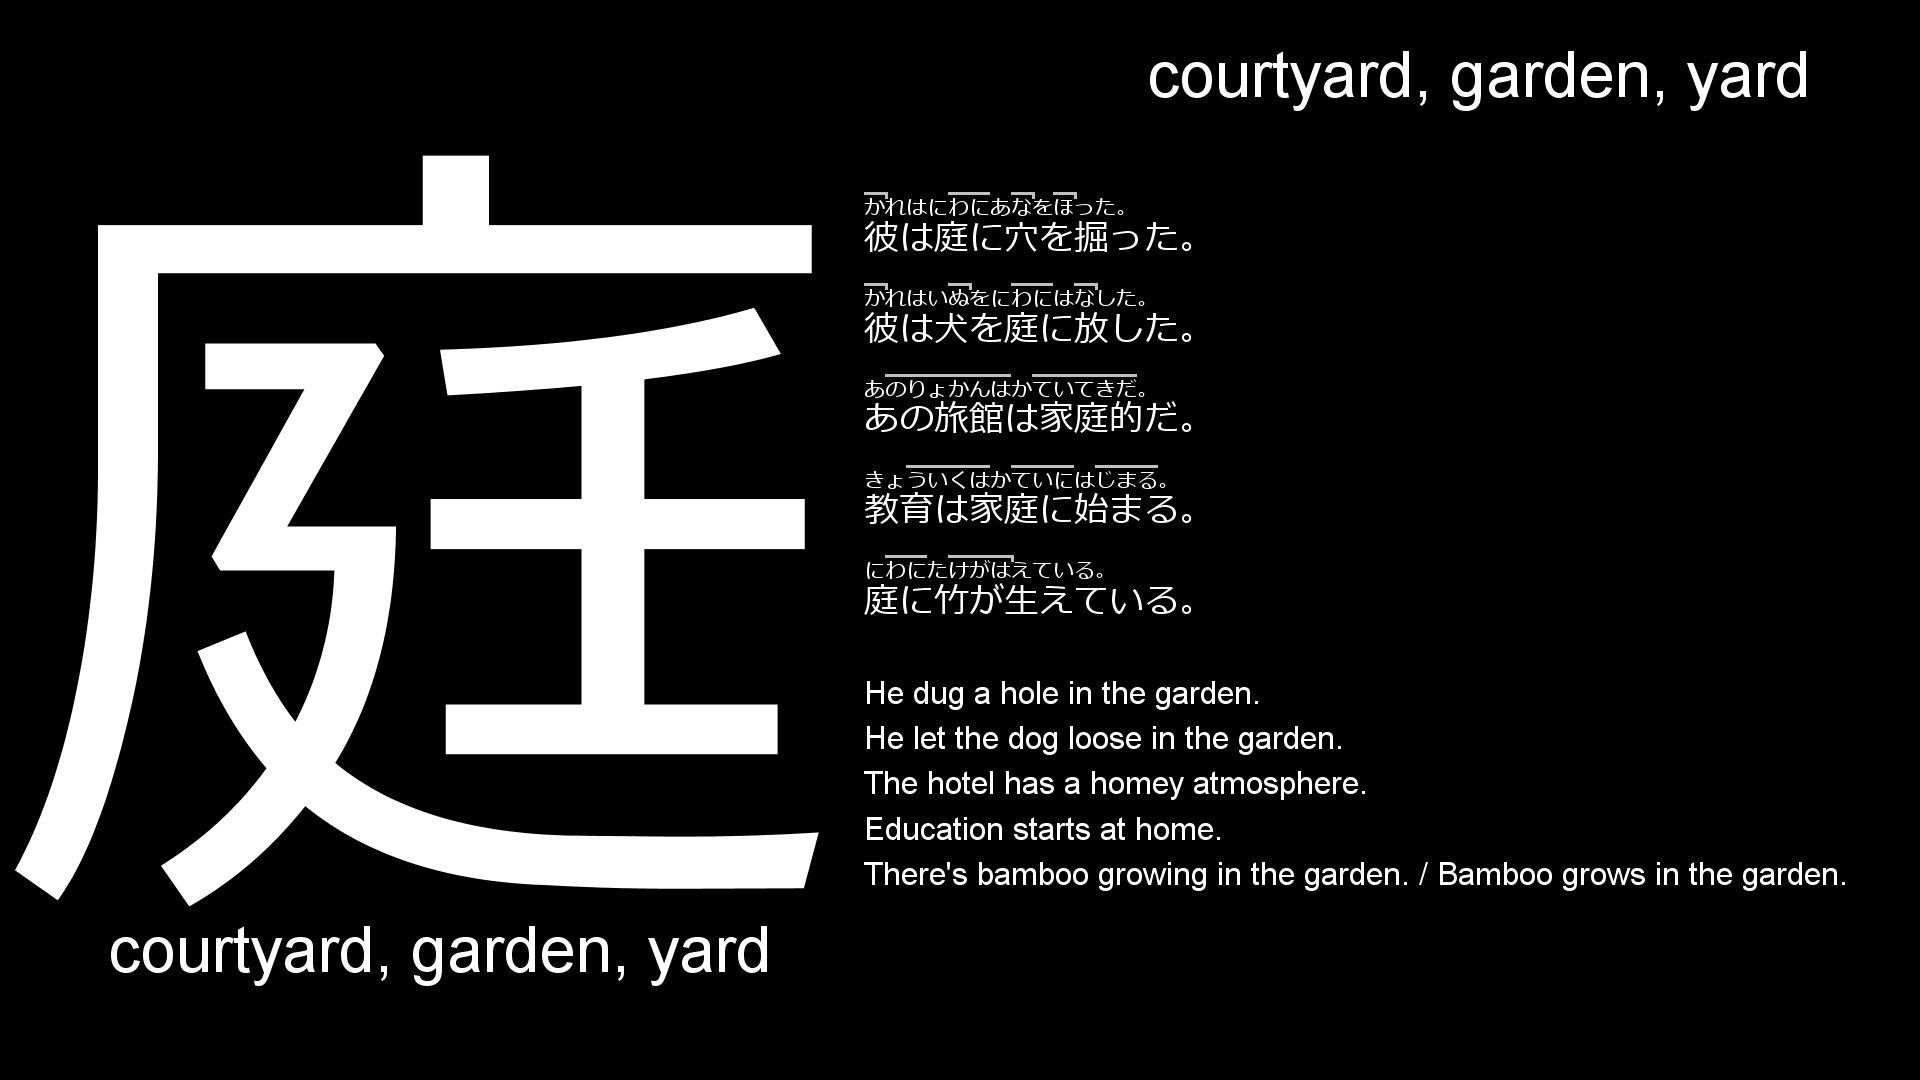 courtyard, garden, yard
庭
courtyard, garden, yard
かれはにわにあなをほった。
彼は庭に穴を掘った。
かれはいぬをにわにはなした。
彼は犬を庭に放した。
あのりょかんはかていてきだ。
あの旅館は家庭的だ。
きょういくはかていにはじまる。
教育は家庭に始まる。
にわにたけがはえている。
庭に竹が生えている。
He dug a hole in the garden.
He let the dog loose in the garden.
The hotel has a homey atmosphere.
Education starts at home.
There's bamboo growing in the garden. / Bamboo grows in the garden.